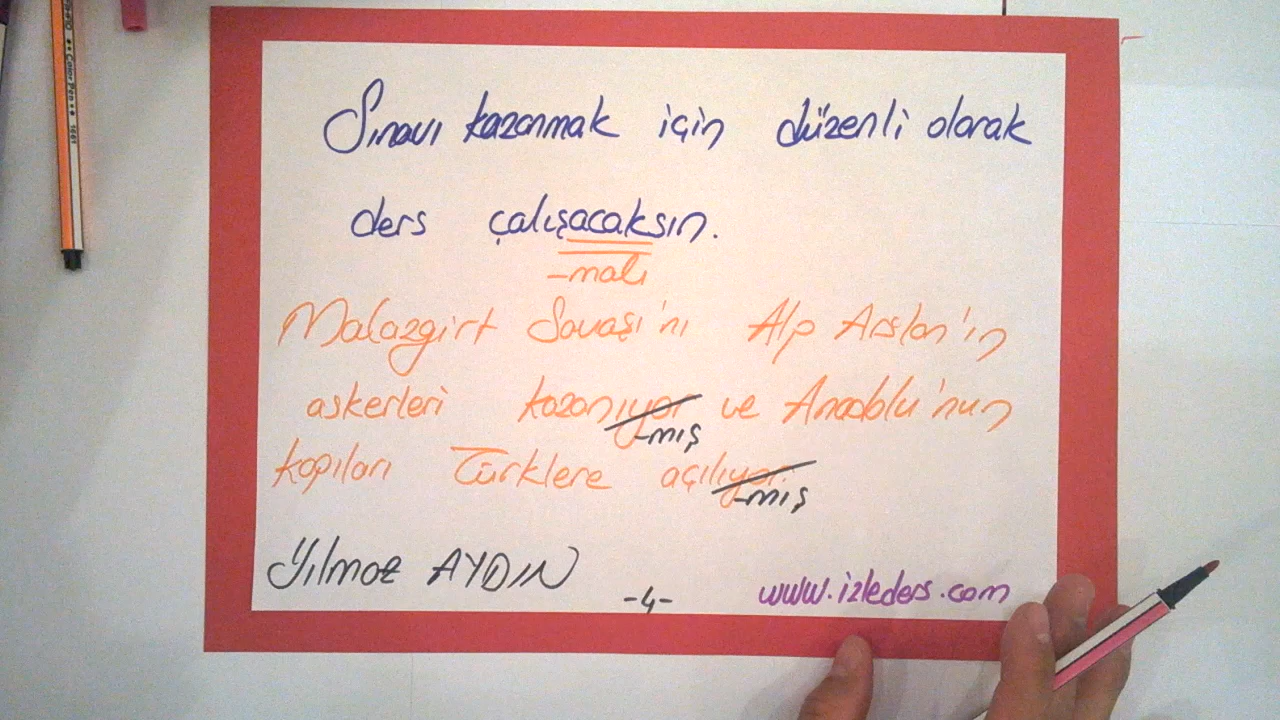 Sınavı kazanmak için düzenli olarak
ders çalışacaksın.
-malı
Malazgirt Savaşı'nı Alp Arslan'ın
askerleri kazanıyor ve Anadolu'nun
-mış
kapıları Türklere açılıyor.
-mış
Yılmaz AYDIN
-4-
www.izleders.com